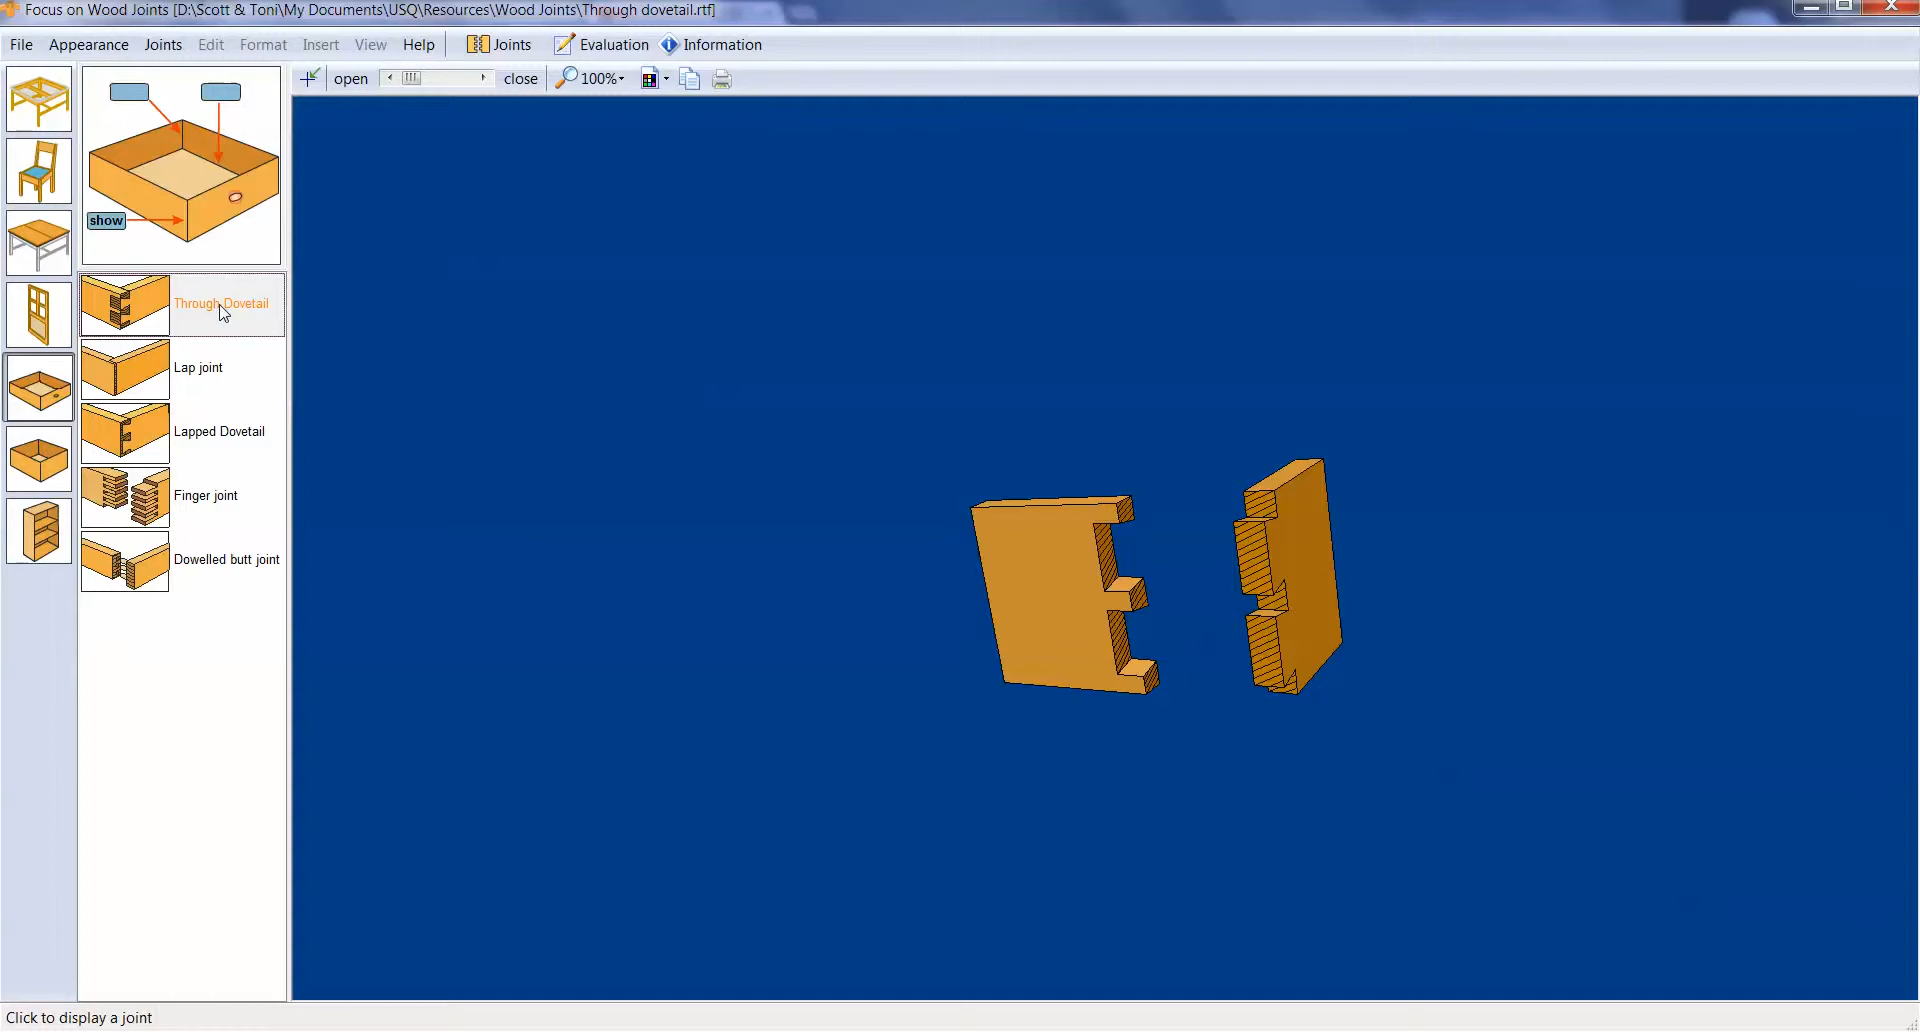 Focus on Wood Joints [D:\Scott & Toni\My Documents\USQ\Resources\Wood Joints\Through dovetail.rtf]
File Appearance Joints Edit Format Insert View Help Joints Evaluation Information
open close 100%
show
Through Dovetail
Lap joint
Lapped Dovetail
Finger joint
Dowelled butt joint
Click to display a joint